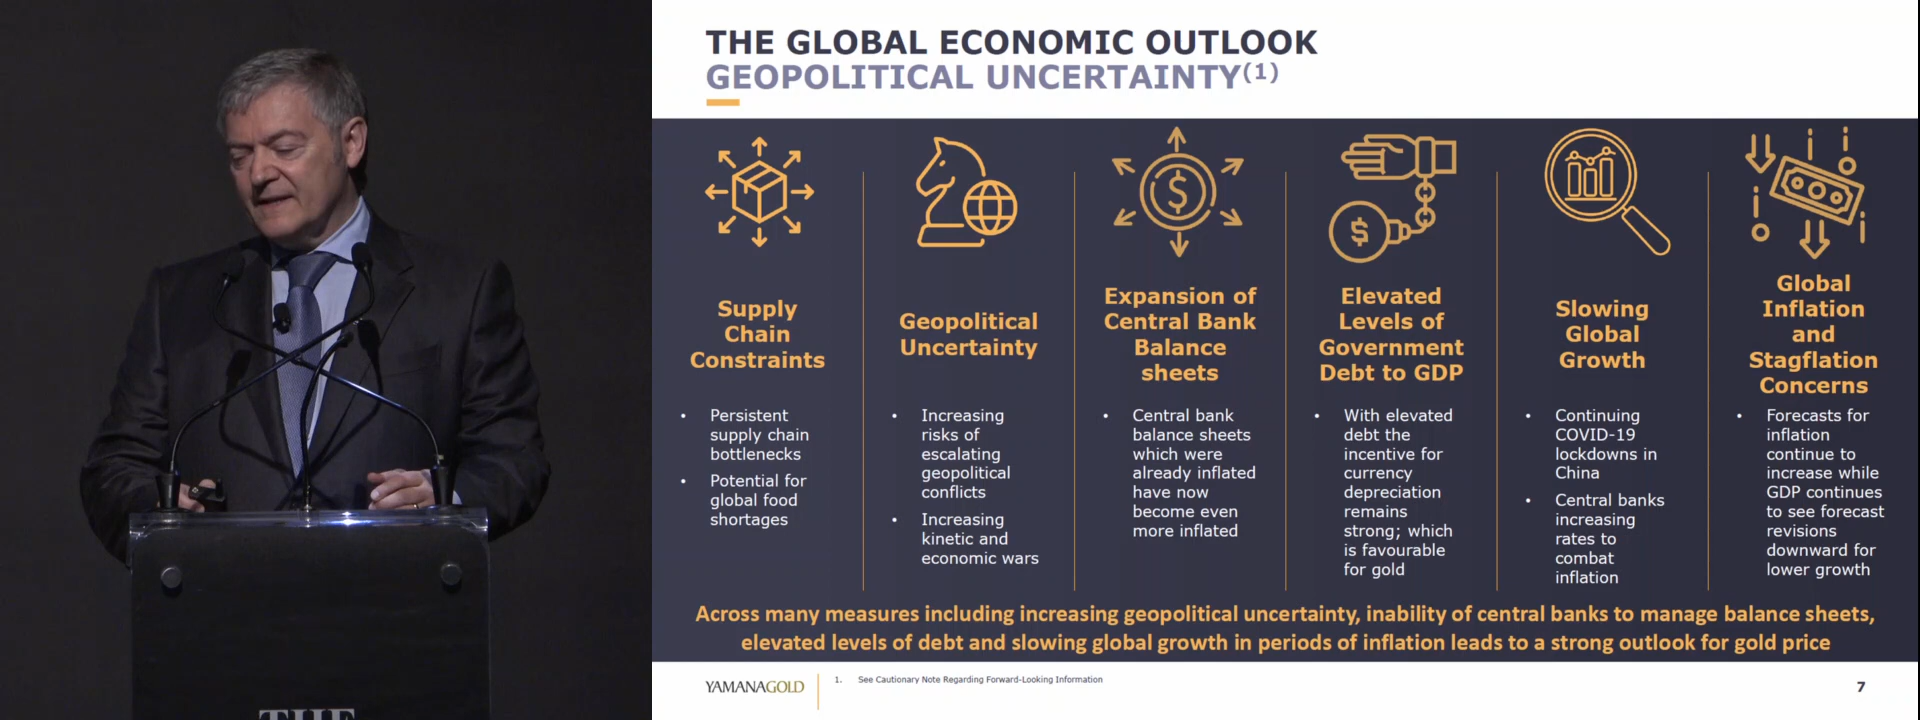 THE GLOBAL ECONOMIC OUTLOOK
GEOPOLITICAL UNCERTAINTY(1)
Supply
Chain
Constraints
• Persistent
supply chain
bottlenecks
• Potential for
global food
shortages
Geopolitical
Uncertainty
• Increasing
risks of
escalating
geopolitical
conflicts
• Increasing
kinetic and
economic wars
Expansion of
Central Bank
Balance
sheets
• Central bank
balance sheets
which were
already inflated
have now
become even
more inflated
Elevated
Levels of
Government
Debt to GDP
• With elevated
debt the
incentive for
currency
depreciation
remains
strong; which
is favourable
for gold
Slowing
Global
Growth
• Continuing
COVID-19
lockdowns in
China
• Central banks
increasing
rates to
combat
inflation
Global
Inflation
and
Stagflation
Concerns
• Forecasts for
inflation
continue to
increase while
GDP continues
to see forecast
revisions
downward for
lower growth
Across many measures including increasing geopolitical uncertainty, inability of central banks to manage balance sheets,
elevated levels of debt and slowing global growth in periods of inflation leads to a strong outlook for gold price
YAMANAGOLD
1. See Cautionary Note Regarding Forward-Looking Information
7
THE